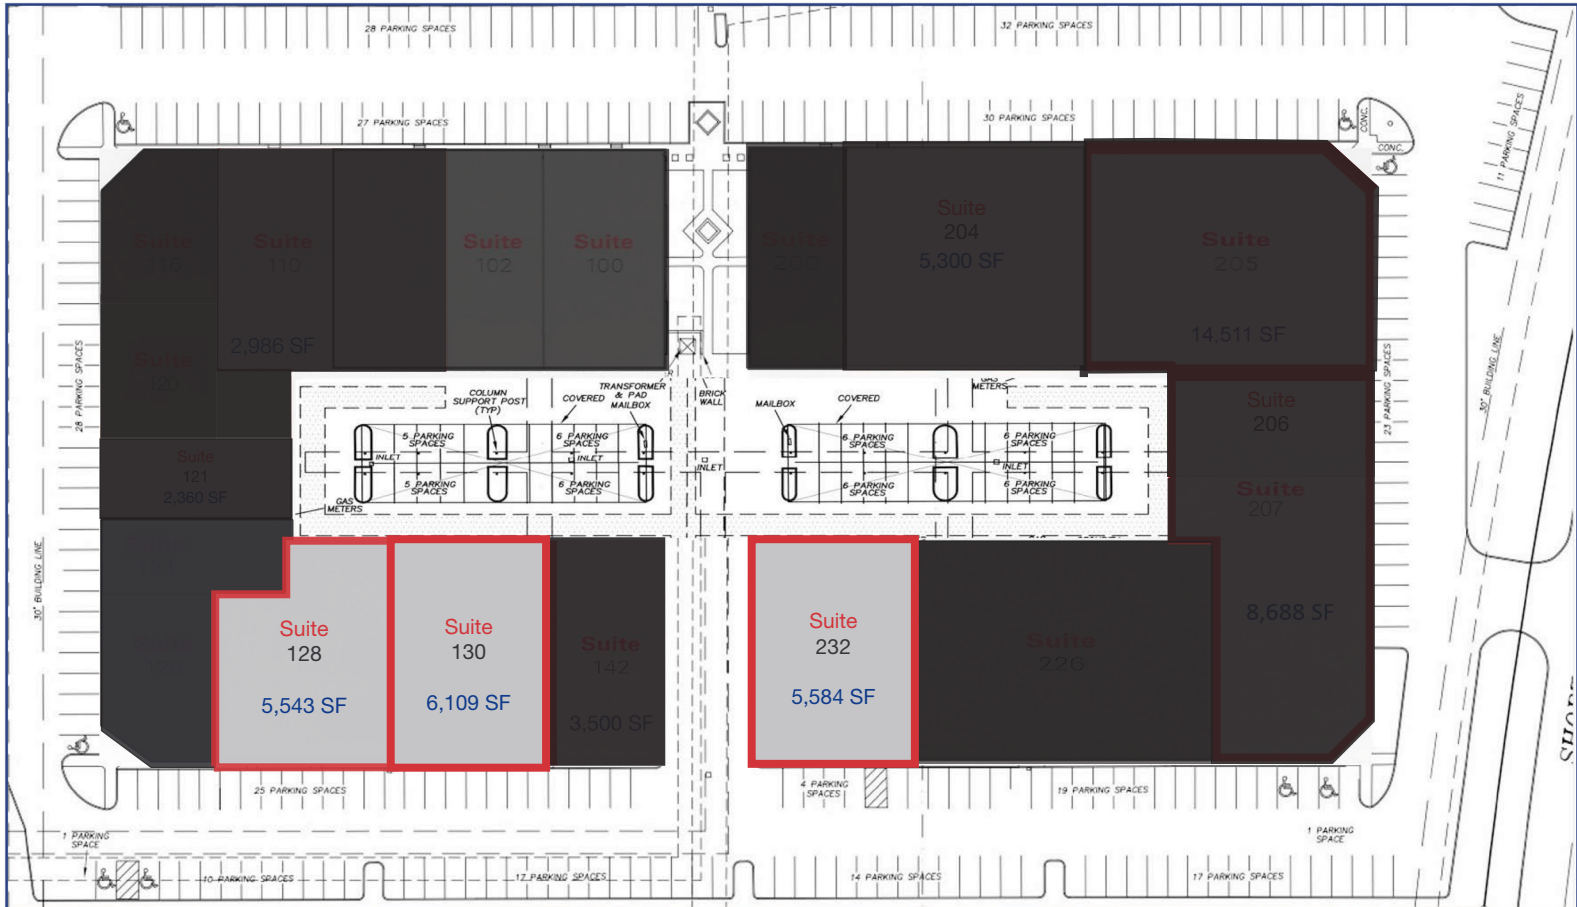 28 PARKING SPACES
32 PARKING SPACES
27 PARKING SPACES
30 PARKING SPACES
CONC.
CONC.
11 PARKING SPACES
Suite
116
Suite
110
2,986 SF
Suite
102
Suite
100
Suite
200
Suite
204
5,300 SF
Suite
205
14,511 SF
28 PARKING SPACES
Suite
120
COLUMN
SUPPORT POST
(TYP)
COVERED
TRANSFORMER
& PAD
MAILBOX
BRICK
WALL
MAILBOX
COVERED
GAS
METERS
Suite
206
23 PARKING SPACES
30' BUILDING LINE
5 PARKING
SPACES
6 PARKING
SPACES
6 PARKING
SPACES
6 PARKING
SPACES
INLET
INLET
INLET
INLET
5 PARKING
SPACES
6 PARKING
SPACES
6 PARKING
SPACES
6 PARKING
SPACES
Suite
121
2,360 SF
GAS
METERS
Suite
207
8,688 SF
30' BUILDING LINE
Suite
128
5,543 SF
Suite
130
6,109 SF
Suite
142
3,500 SF
Suite
232
5,584 SF
Suite
226
25 PARKING SPACES
4 PARKING
SPACES
19 PARKING SPACES
1 PARKING
SPACE
1 PARKING
SPACE
10 PARKING SPACES
17 PARKING SPACES
14 PARKING SPACES
17 PARKING SPACES